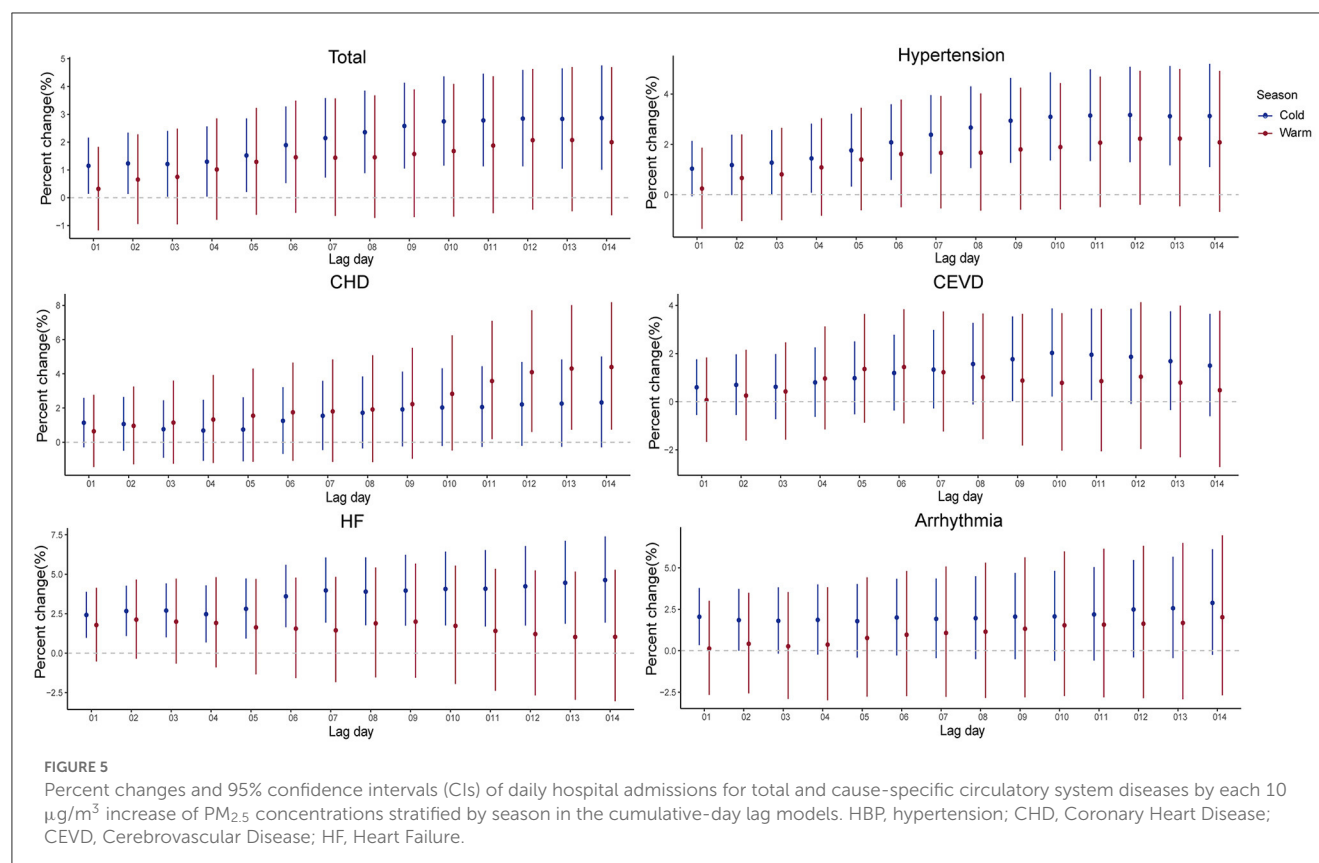 Total
Percent change(%)
5
4
3
2
1
0
−1
01 02 03 04 05 06 07 08 09 010 011 012 013 014
Lag day
Hypertension
Percent change(%)
4
2
0
01 02 03 04 05 06 07 08 09 010 011 012 013 014
Lag day
Season
Cold
Warm
CHD
Percent change(%)
8
6
4
2
0
01 02 03 04 05 06 07 08 09 010 011 012 013 014
Lag day
CEVD
Percent change(%)
4
2
0
−2
01 02 03 04 05 06 07 08 09 010 011 012 013 014
Lag day
HF
Percent change(%)
7.5
5.0
2.5
0.0
−2.5
01 02 03 04 05 06 07 08 09 010 011 012 013 014
Lag day
Arrhythmia
Percent change(%)
5.0
2.5
0.0
−2.5
01 02 03 04 05 06 07 08 09 010 011 012 013 014
Lag day
FIGURE 5
Percent changes and 95% confidence intervals (CIs) of daily hospital admissions for total and cause-specific circulatory system diseases by each 10
μg/m³ increase of PM₂.₅ concentrations stratified by season in the cumulative-day lag models. HBP, hypertension; CHD, Coronary Heart Disease;
CEVD, Cerebrovascular Disease; HF, Heart Failure.